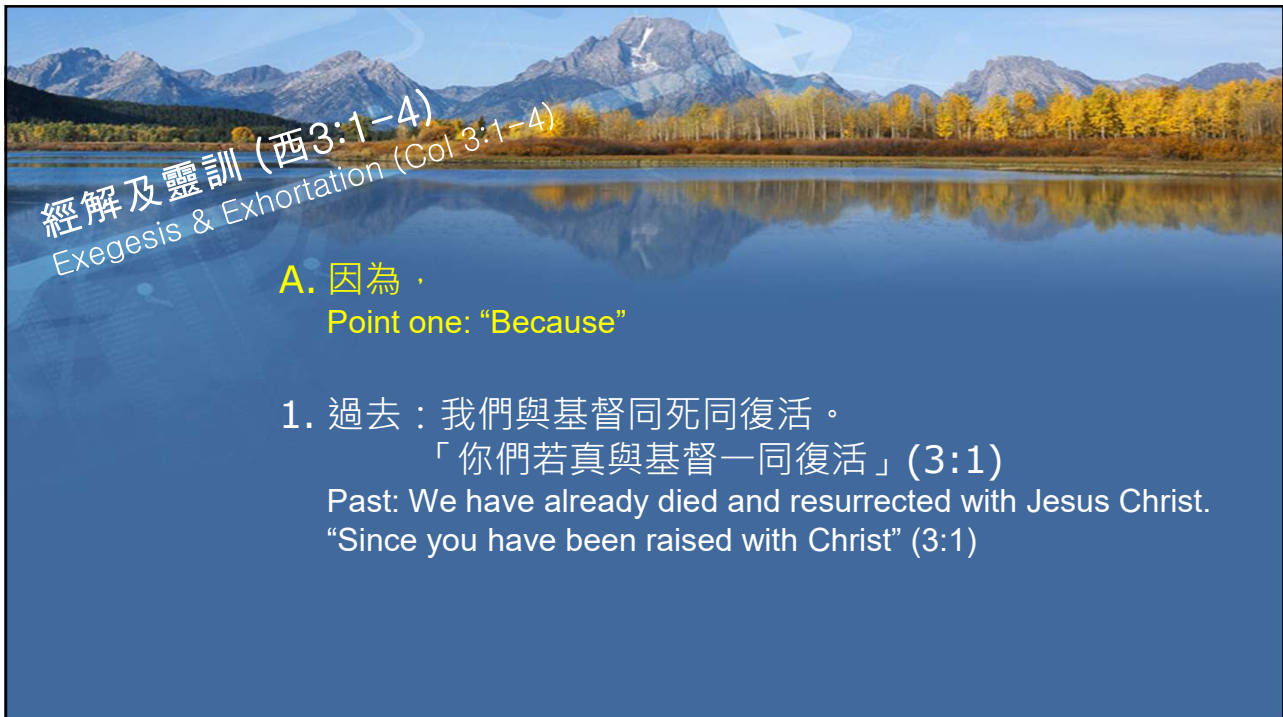 經解及靈訓 (西3:1-4)
Exegesis & Exhortation (Col 3:1-4)
A. 因為，
Point one: “Because”
1. 過去：我們與基督同死同復活。
「你們若真與基督一同復活」(3:1)
Past: We have already died and resurrected with Jesus Christ.
“Since you have been raised with Christ” (3:1)